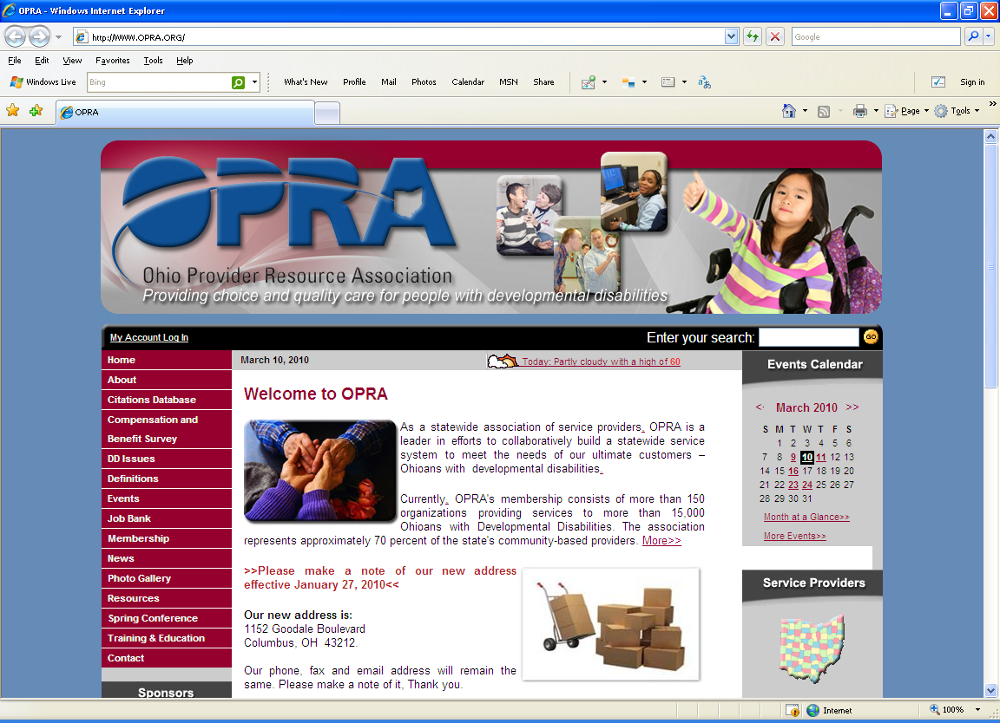 OPRA - Windows Internet Explorer
http://WWW.OPRA.ORG/
Google
File Edit View Favorites Tools Help
Windows Live
Bing
What's New Profile Mail Photos Calendar MSN Share
Sign in
OPRA
Page Tools
OPRA
Ohio Provider Resource Association
Providing choice and quality care for people with developmental disabilities
My Account Log In
Enter your search:
GO
Home
About
Citations Database
Compensation and
Benefit Survey
DD Issues
Definitions
Events
Job Bank
Membership
News
Photo Gallery
Resources
Spring Conference
Training & Education
Contact
Sponsors
March 10, 2010
Today: Partly cloudy with a high of 60
Welcome to OPRA
As a statewide association of service providers, OPRA is a
leader in efforts to collaboratively build a statewide service
system to meet the needs of our ultimate customers –
Ohioans with developmental disabilities.
Currently, OPRA's membership consists of more than 150
organizations providing services to more than 15,000
Ohioans with Developmental Disabilities. The association
represents approximately 70 percent of the state's community-based providers. More>>
>>Please make a note of our new address
effective January 27, 2010<<
Our new address is:
1152 Goodale Boulevard
Columbus, OH 43212.
Our phone, fax and email address will remain the
same. Please make a note of it, Thank you.
Events Calendar
<< March 2010 >>
S M T W T F S
1 2 3 4 5 6
7 8 9 10 11 12 13
14 15 16 17 18 19 20
21 22 23 24 25 26 27
28 29 30 31
Month at a Glance>>
More Events>>
Service Providers
Internet
100%